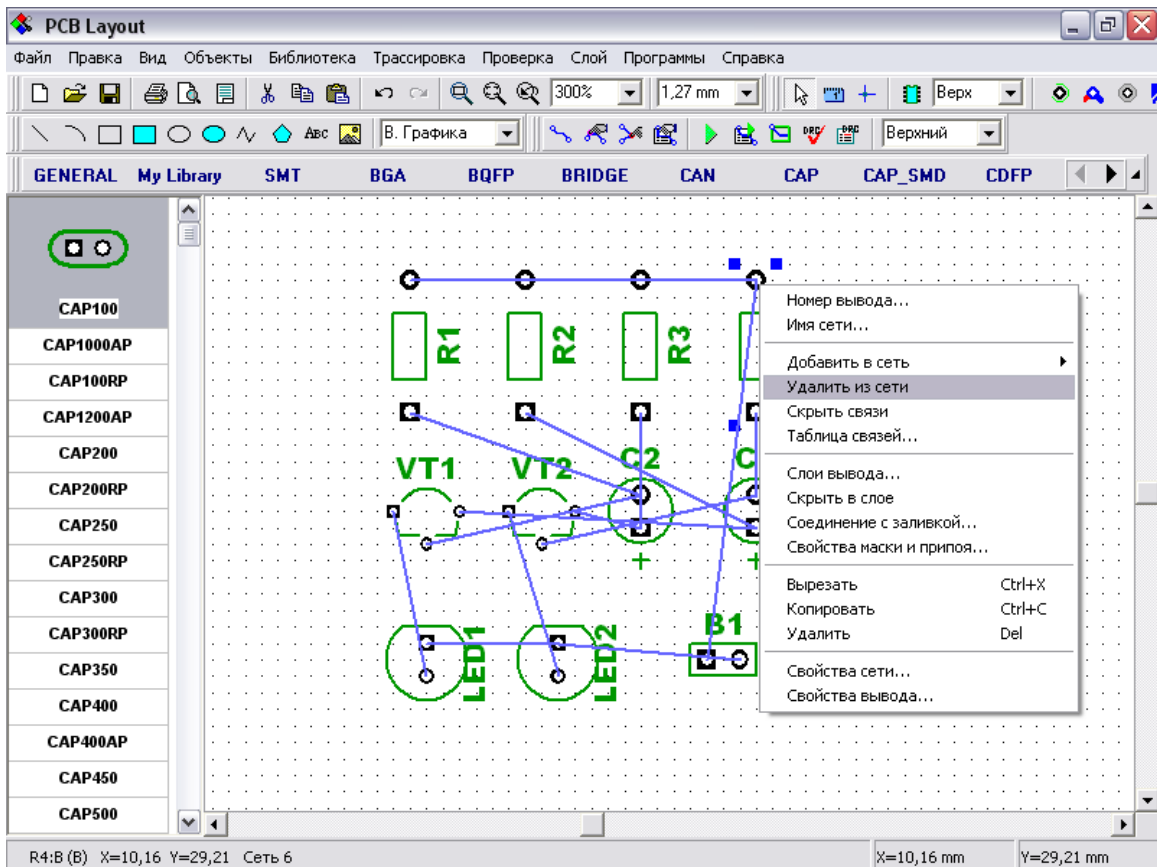 PCB Layout
Файл Правка Вид Объекты Библиотека Трассировка Проверка Слой Программы Справка
300% 1,27 mm Верх
ABC В. Графика DRC DRC Верхний
GENERAL My Library SMT BGA BQFP BRIDGE CAN CAP CAP_SMD CDFP
CAP100
CAP1000AP
CAP100RP
CAP1200AP
CAP200
CAP200RP
CAP250
CAP250RP
CAP300
CAP300RP
CAP350
CAP400
CAP400AP
CAP450
CAP500
R1 R2 R3
VT1 VT2 C2 C
LED1 LED2 B1
Номер вывода...
Имя сети...
Добавить в сеть
Удалить из сети
Скрыть связи
Таблица связей...
Слои вывода...
Скрыть в слое
Соединение с заливкой...
Свойства маски и припоя...
Вырезать Ctrl+X
Копировать Ctrl+C
Удалить Del
Свойства сети...
Свойства вывода...
R4:B (B) X=10,16 Y=29,21 Сеть 6 X=10,16 mm Y=29,21 mm